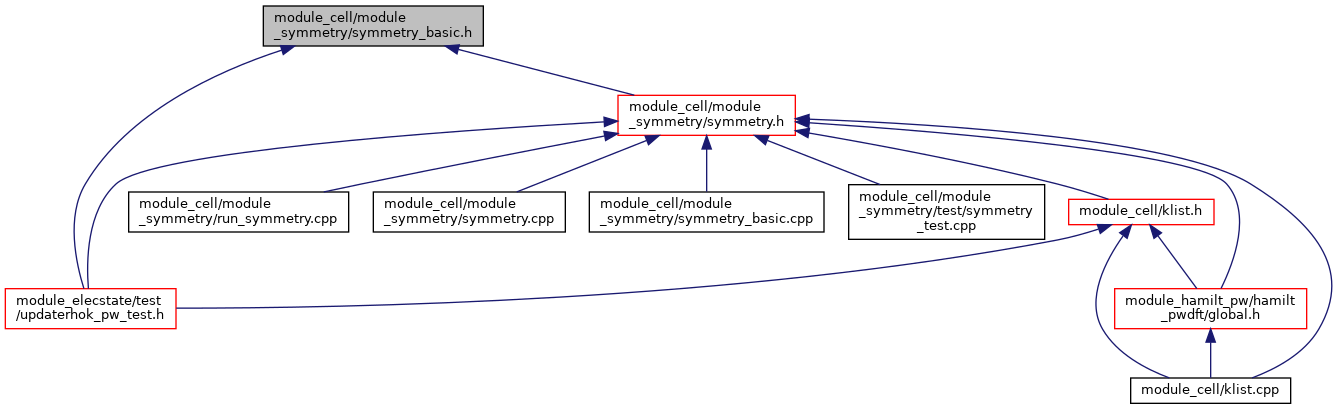 module_cell/module
_symmetry/symmetry_basic.h
module_cell/module
_symmetry/symmetry.h
module_cell/module
_symmetry/run_symmetry.cpp
module_cell/module
_symmetry/symmetry.cpp
module_cell/module
_symmetry/symmetry_basic.cpp
module_cell/module
_symmetry/test/symmetry
_test.cpp
module_cell/klist.h
module_elecstate/test
/updaterhok_pw_test.h
module_hamilt_pw/hamilt
_pwdft/global.h
module_cell/klist.cpp